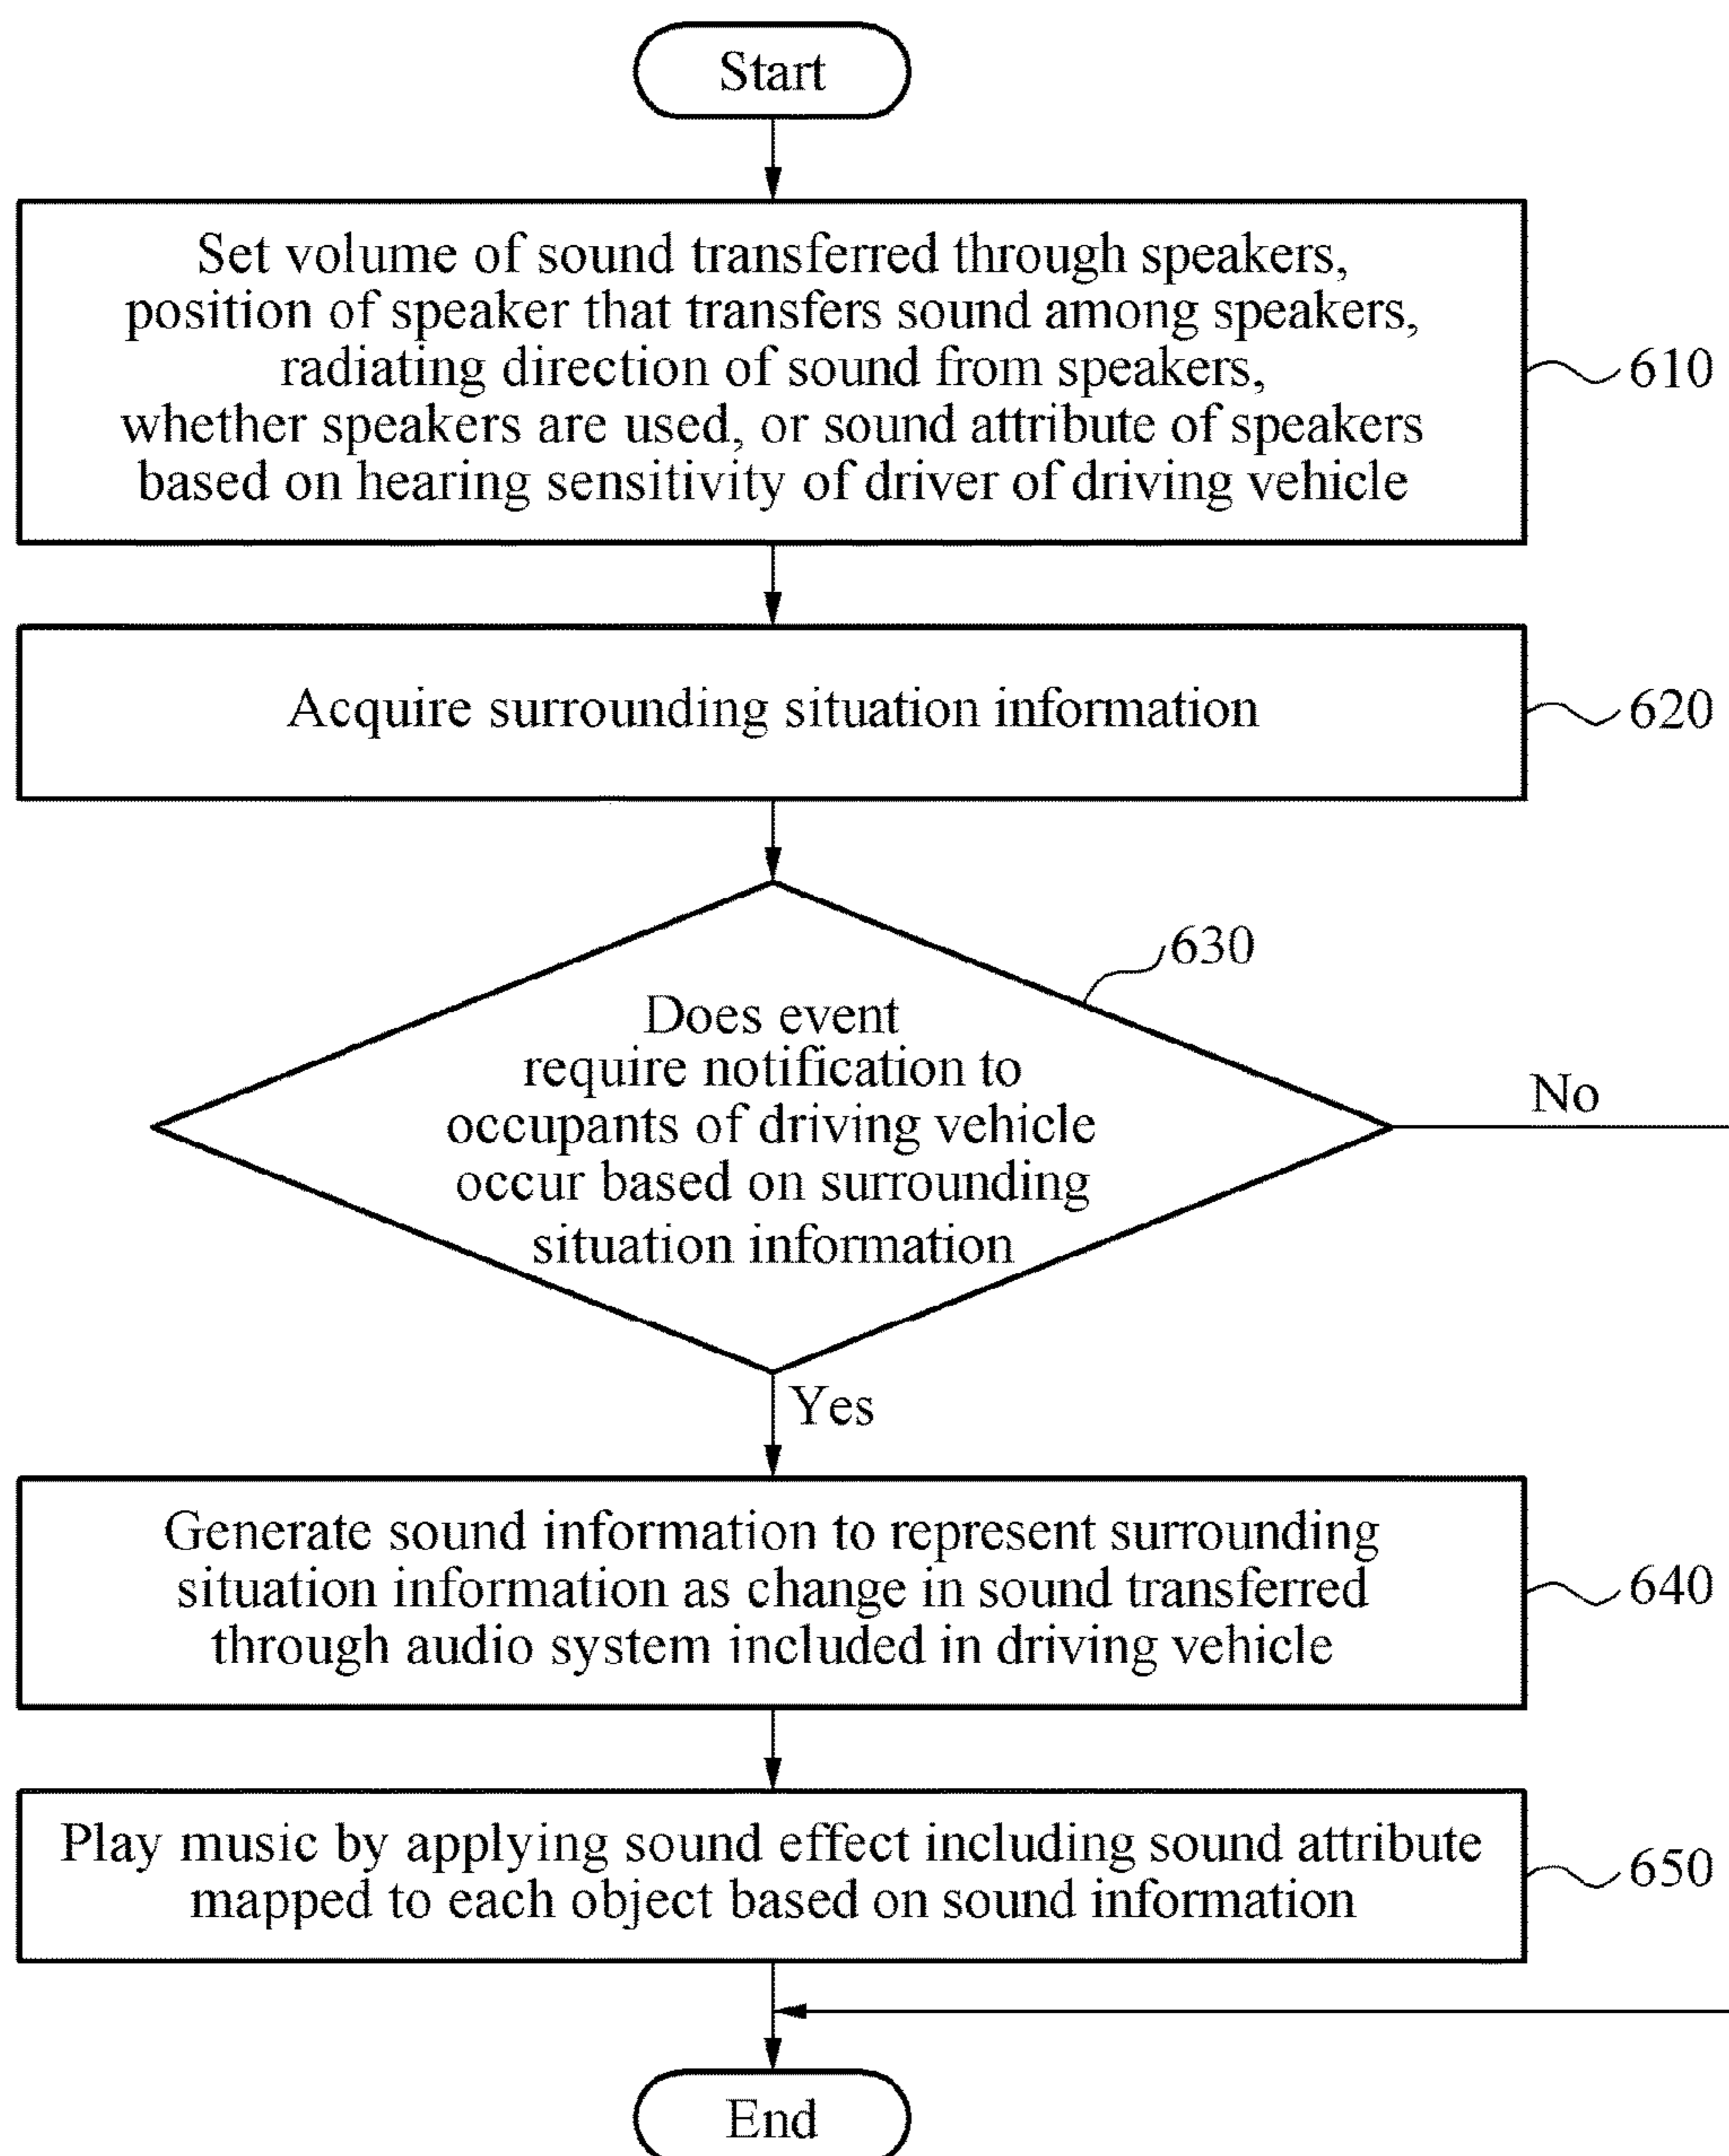 Start
Set volume of sound transferred through speakers,
position of speaker that transfers sound among speakers,
radiating direction of sound from speakers,
whether speakers are used, or sound attribute of speakers
based on hearing sensitivity of driver of driving vehicle
610
Acquire surrounding situation information
620
630
Does event
require notification to
occupants of driving vehicle
occur based on surrounding
situation information
No
Yes
Generate sound information to represent surrounding
situation information as change in sound transferred
through audio system included in driving vehicle
640
Play music by applying sound effect including sound attribute
mapped to each object based on sound information
650
End